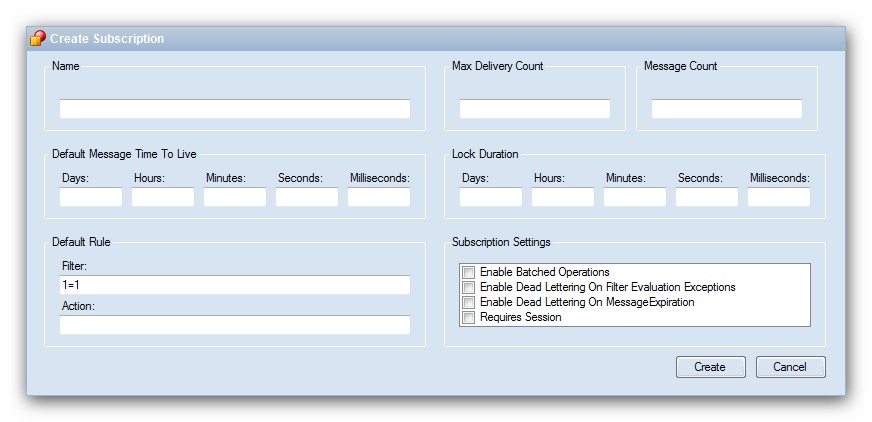 Create Subscription
Name
Max Delivery Count
Message Count
Default Message Time To Live
Days: Hours: Minutes: Seconds: Milliseconds:
Lock Duration
Days: Hours: Minutes: Seconds: Milliseconds:
Default Rule
Filter:
1=1
Action:
Subscription Settings
Enable Batched Operations
Enable Dead Lettering On Filter Evaluation Exceptions
Enable Dead Lettering On MessageExpiration
Requires Session
Create Cancel